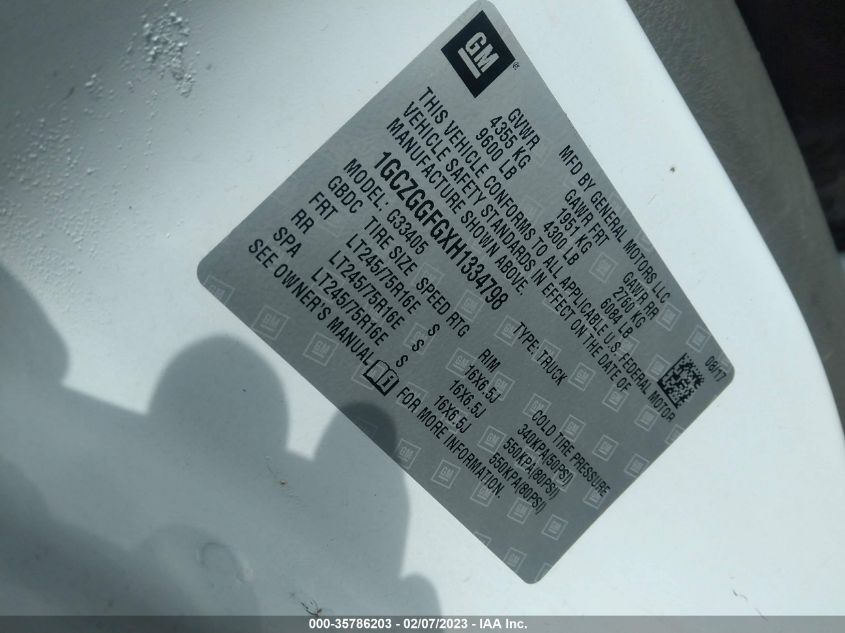 GM
MFD BY GENERAL MOTORS LLC
08/17
GVWR GAWR FRT GAWR RR
4355 KG 1951 KG 2760 KG
9600 LB 4300 LB 6084 LB
THIS VEHICLE CONFORMS TO ALL APPLICABLE U.S. FEDERAL MOTOR
VEHICLE SAFETY STANDARDS IN EFFECT ON THE DATE OF
MANUFACTURE SHOWN ABOVE.
1GCZGGFGXH1334798 TYPE: TRUCK
MODEL: G33405
GBDC TIRE SIZE SPEED RTG RIM COLD TIRE PRESSURE
FRT LT245/75R16E S 16X6.5J 340KPA(50PSI)
RR LT245/75R16E S 16X6.5J 550KPA(80PSI)
SPA LT245/75R16E S 16X6.5J 550KPA(80PSI)
SEE OWNER'S MANUAL FOR MORE INFORMATION.
000-35786203 - 02/07/2023 - IAA Inc.